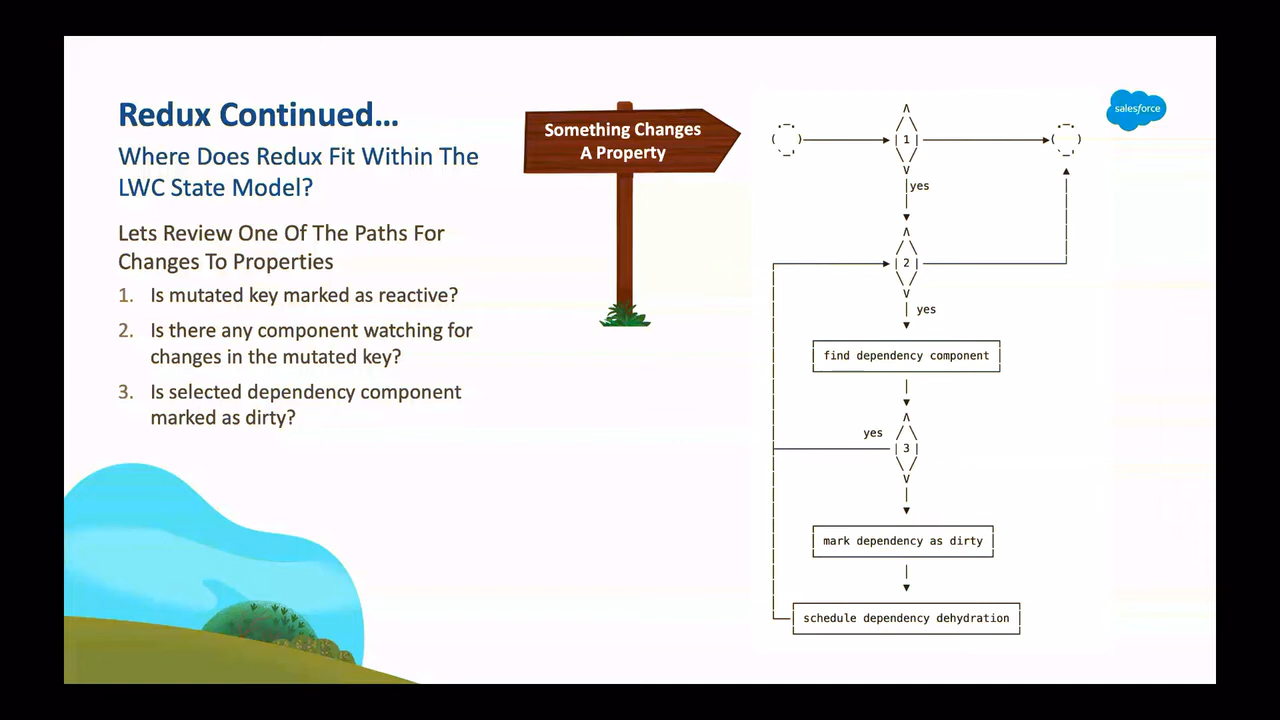 Redux Continued...
Where Does Redux Fit Within The
LWC State Model?
Lets Review One Of The Paths For
Changes To Properties
1. Is mutated key marked as reactive?
2. Is there any component watching for
changes in the mutated key?
3. Is selected dependency component
marked as dirty?
Something Changes
A Property
salesforce
1
yes
2
yes
find dependency component
yes
3
mark dependency as dirty
schedule dependency dehydration